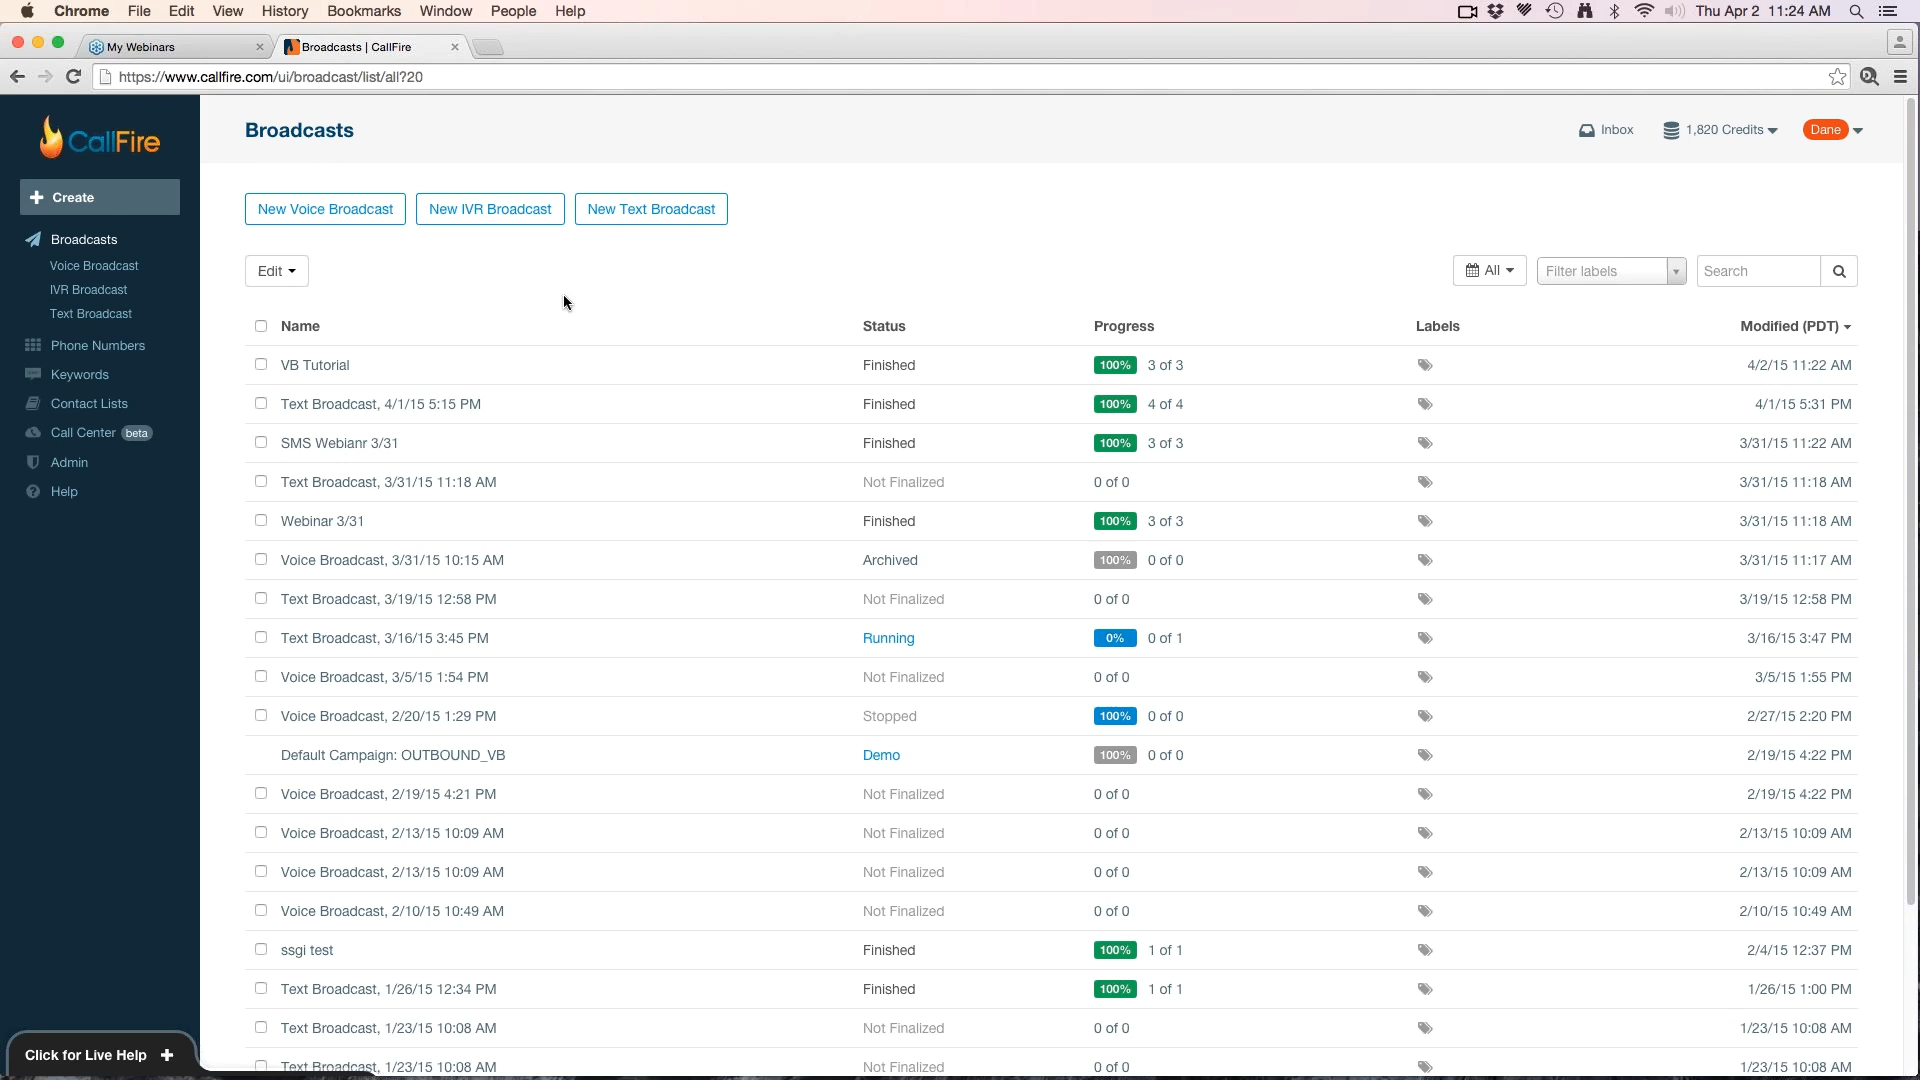 Chrome File Edit View History Bookmarks Window People Help Thu Apr 2 11:24 AM
My Webinars Broadcasts | CallFire
https://www.callfire.com/ui/broadcast/list/all?20
CallFire
Create
Broadcasts
Voice Broadcast
IVR Broadcast
Text Broadcast
Phone Numbers
Keywords
Contact Lists
Call Center beta
Admin
Help
Click for Live Help
Broadcasts Inbox 1,820 Credits Dane
New Voice Broadcast New IVR Broadcast New Text Broadcast
Edit All Filter labels Search
Name Status Progress Labels Modified (PDT)
VB Tutorial Finished 100% 3 of 3 4/2/15 11:22 AM
Text Broadcast, 4/1/15 5:15 PM Finished 100% 4 of 4 4/1/15 5:31 PM
SMS Webianr 3/31 Finished 100% 3 of 3 3/31/15 11:22 AM
Text Broadcast, 3/31/15 11:18 AM Not Finalized 0 of 0 3/31/15 11:18 AM
Webinar 3/31 Finished 100% 3 of 3 3/31/15 11:18 AM
Voice Broadcast, 3/31/15 10:15 AM Archived 100% 0 of 0 3/31/15 11:17 AM
Text Broadcast, 3/19/15 12:58 PM Not Finalized 0 of 0 3/19/15 12:58 PM
Text Broadcast, 3/16/15 3:45 PM Running 0% 0 of 1 3/16/15 3:47 PM
Voice Broadcast, 3/5/15 1:54 PM Not Finalized 0 of 0 3/5/15 1:55 PM
Voice Broadcast, 2/20/15 1:29 PM Stopped 100% 0 of 0 2/27/15 2:20 PM
Default Campaign: OUTBOUND_VB Demo 100% 0 of 0 2/19/15 4:22 PM
Voice Broadcast, 2/19/15 4:21 PM Not Finalized 0 of 0 2/19/15 4:22 PM
Voice Broadcast, 2/13/15 10:09 AM Not Finalized 0 of 0 2/13/15 10:09 AM
Voice Broadcast, 2/13/15 10:09 AM Not Finalized 0 of 0 2/13/15 10:09 AM
Voice Broadcast, 2/10/15 10:49 AM Not Finalized 0 of 0 2/10/15 10:49 AM
ssgi test Finished 100% 1 of 1 2/4/15 12:37 PM
Text Broadcast, 1/26/15 12:34 PM Finished 100% 1 of 1 1/26/15 1:00 PM
Text Broadcast, 1/23/15 10:08 AM Not Finalized 0 of 0 1/23/15 10:08 AM
Text Broadcast, 1/23/15 10:08 AM Not Finalized 0 of 0 1/23/15 10:08 AM